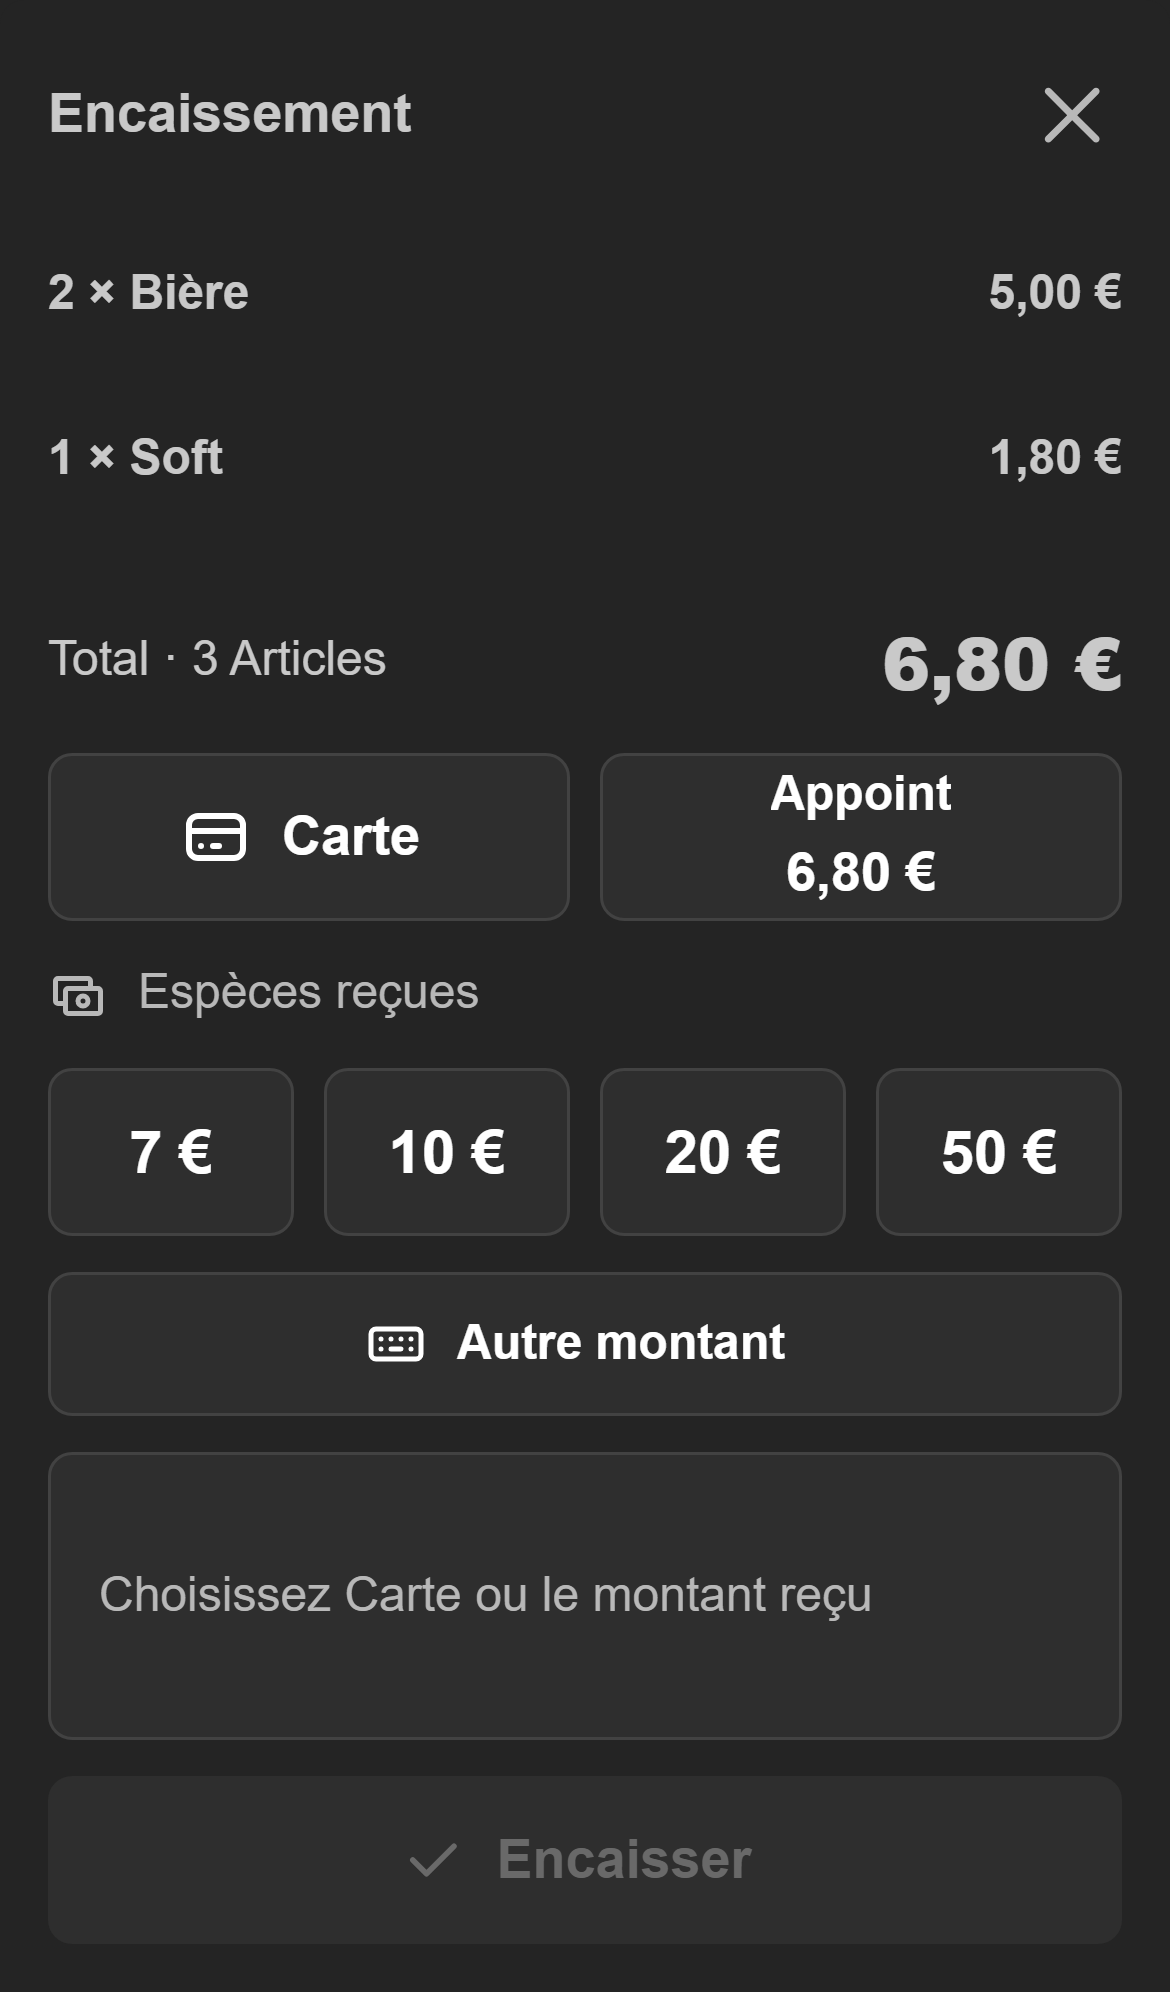 Encaissement
2 × Bière 5,00 €
1 × Soft 1,80 €
Total · 3 Articles 6,80 €
Carte
Appoint
6,80 €
Espèces reçues
7 € 10 € 20 € 50 €
Autre montant
Choisissez Carte ou le montant reçu
Encaisser